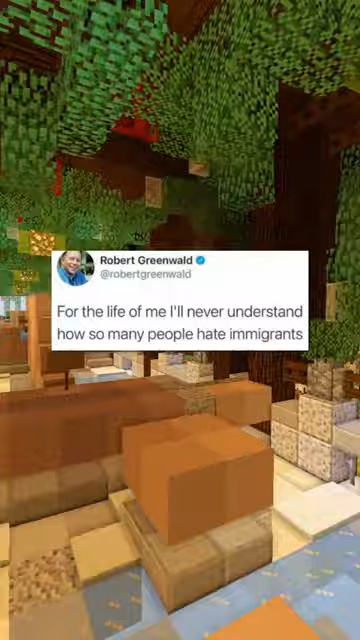 Robert Greenwald
@robertgreenwald
For the life of me I'll never understand
how so many people hate immigrants